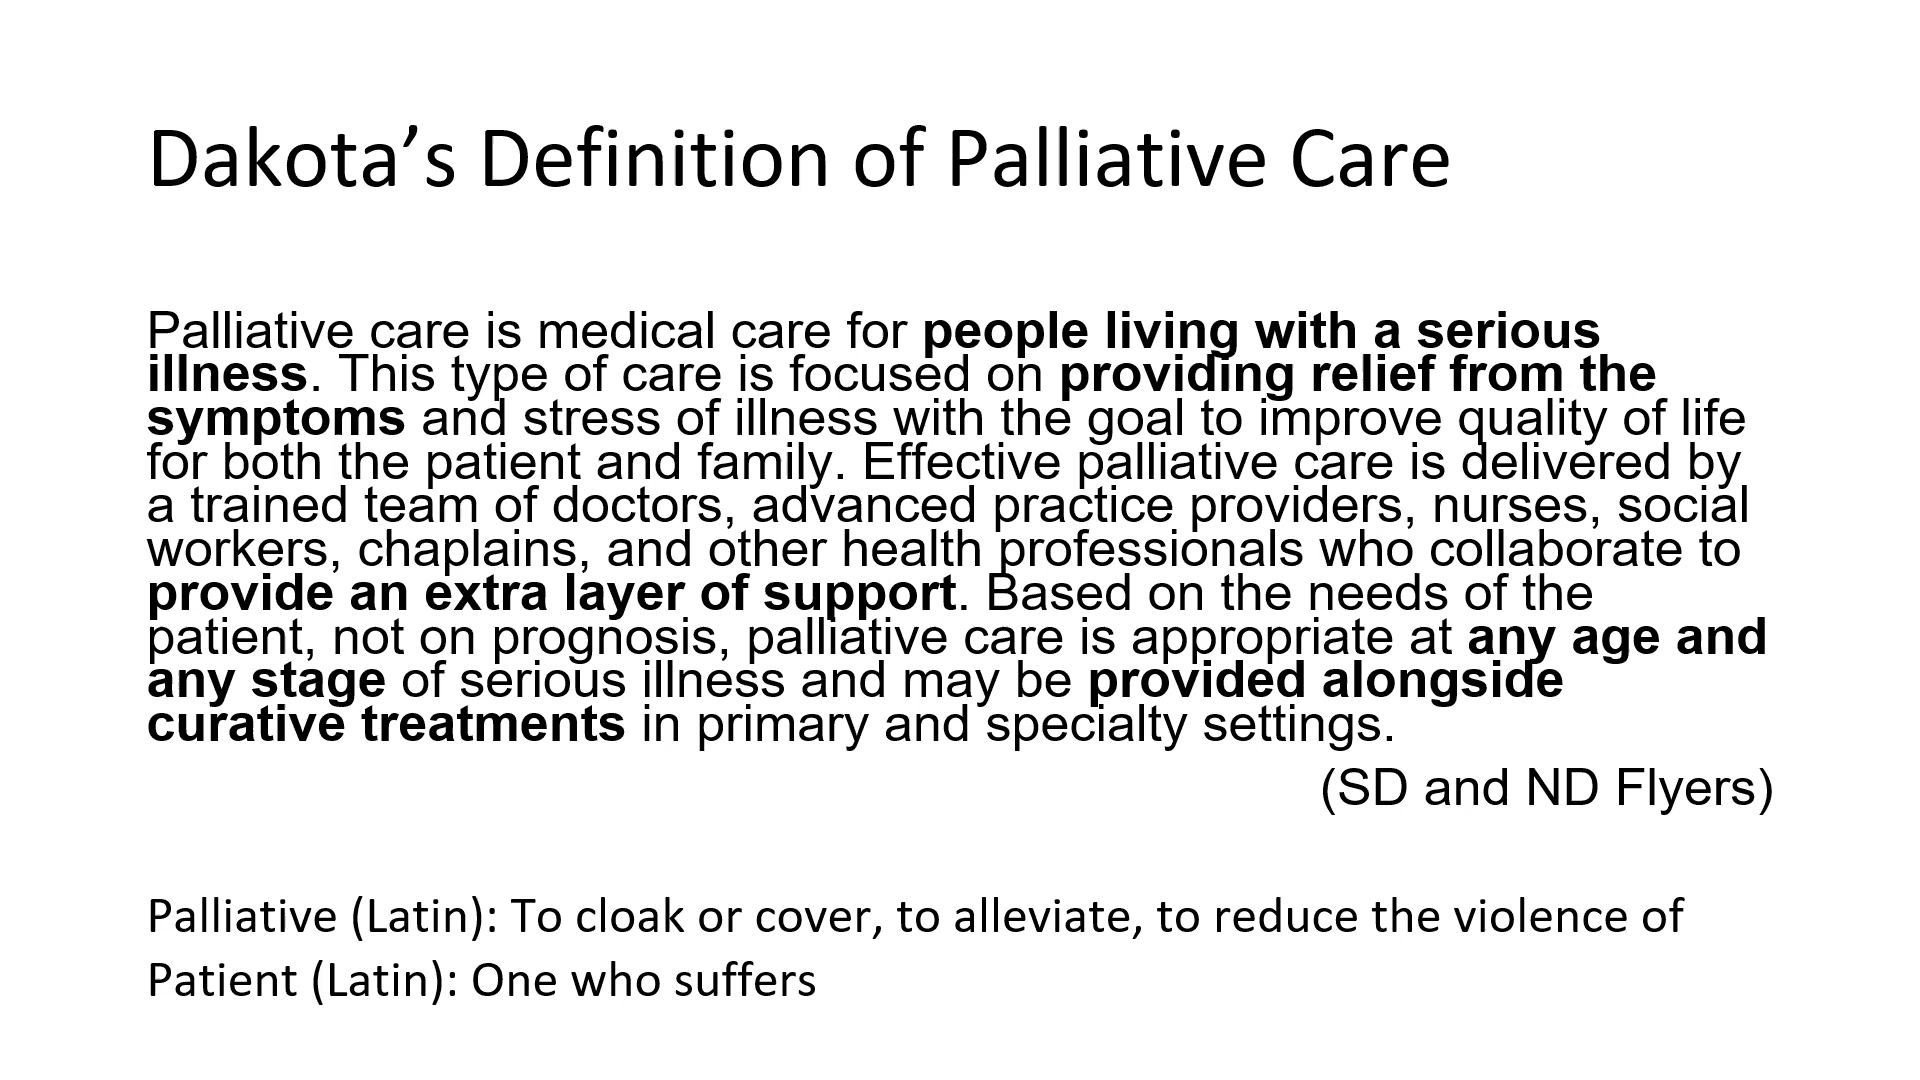 Dakota’s Definition of Palliative Care
Palliative care is medical care for people living with a serious
illness. This type of care is focused on providing relief from the
symptoms and stress of illness with the goal to improve quality of life
for both the patient and family. Effective palliative care is delivered by
a trained team of doctors, advanced practice providers, nurses, social
workers, chaplains, and other health professionals who collaborate to
provide an extra layer of support. Based on the needs of the
patient, not on prognosis, palliative care is appropriate at any age and
any stage of serious illness and may be provided alongside
curative treatments in primary and specialty settings.
(SD and ND Flyers)
Palliative (Latin): To cloak or cover, to alleviate, to reduce the violence of
Patient (Latin): One who suffers